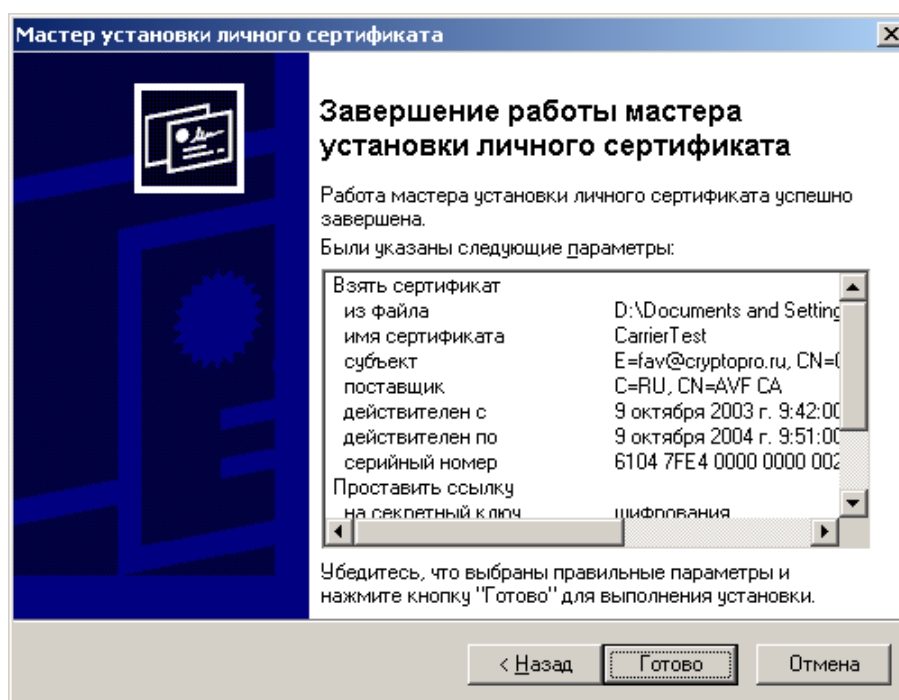 Мастер установки личного сертификата
Завершение работы мастера
установки личного сертификата
Работа мастера установки личного сертификата успешно
завершена.
Были указаны следующие параметры:
Взять сертификат
из файла D:\Documents and Setting
имя сертификата CarrierTest
субъект E=fav@cryptopro.ru, CN=
поставщик C=RU, CN=AVF CA
действителен с 9 октября 2003 г. 9:42:00
действителен по 9 октября 2004 г. 9:51:00
серийный номер 6104 7FE4 0000 0000 002
Проставить ссылку
на секретный ключ шифрования
Убедитесь, что выбраны правильные параметры и
нажмите кнопку "Готово" для выполнения установки.
< Назад Готово Отмена